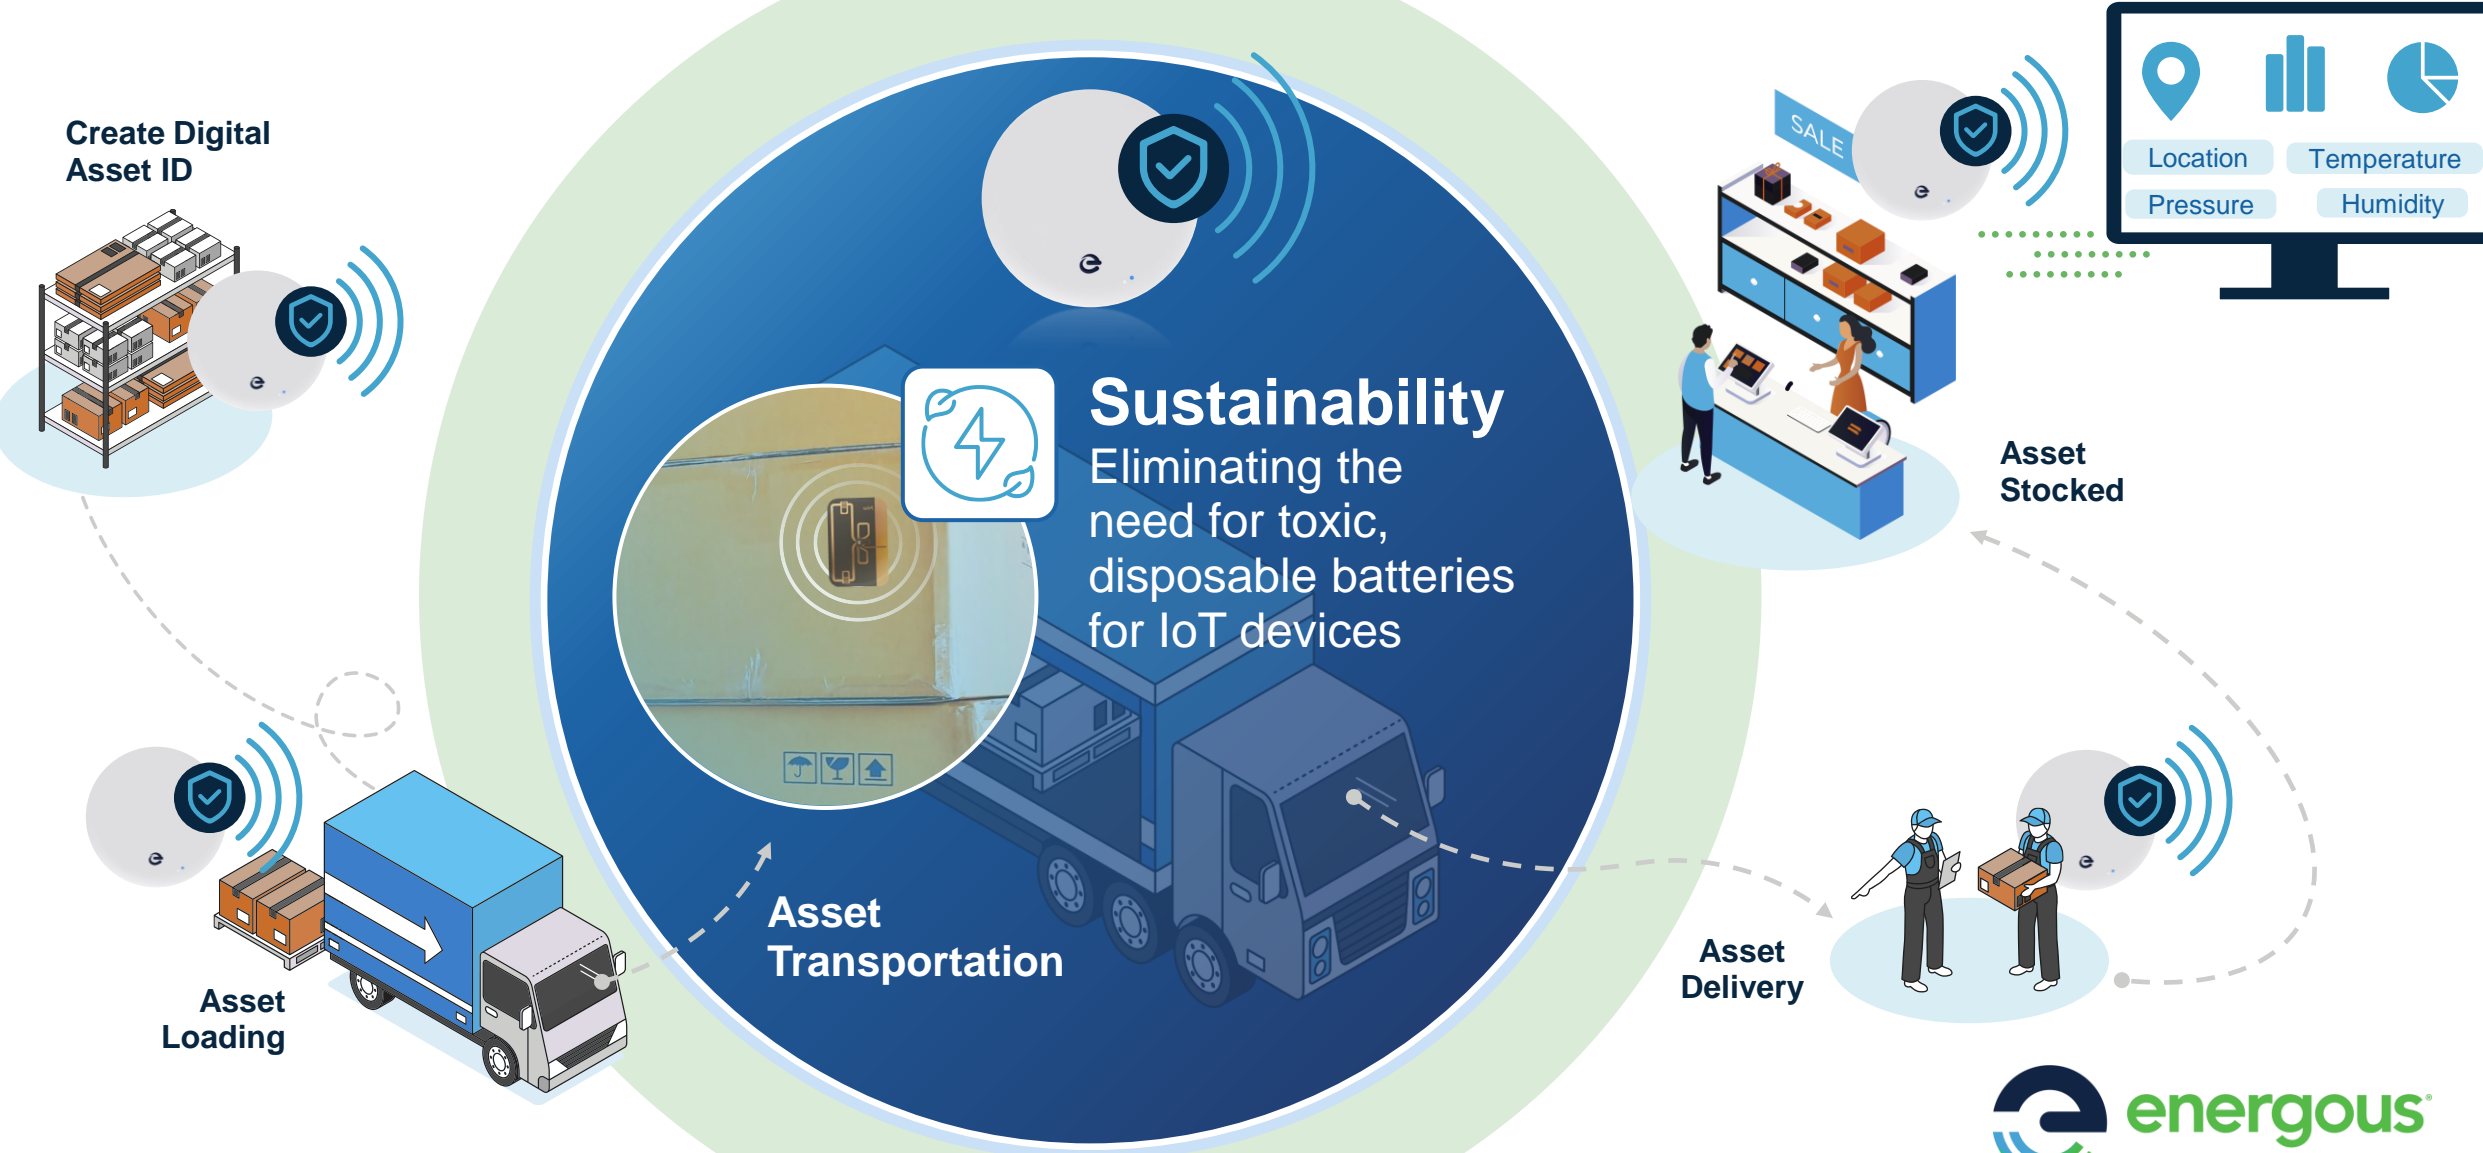 Create Digital
Asset ID
Asset
Loading
Sustainability
Eliminating the
need for toxic,
disposable batteries
for IoT devices
Asset
Transportation
Asset
Delivery
Asset
Stocked
SALE
Location
Temperature
Pressure
Humidity
energous®